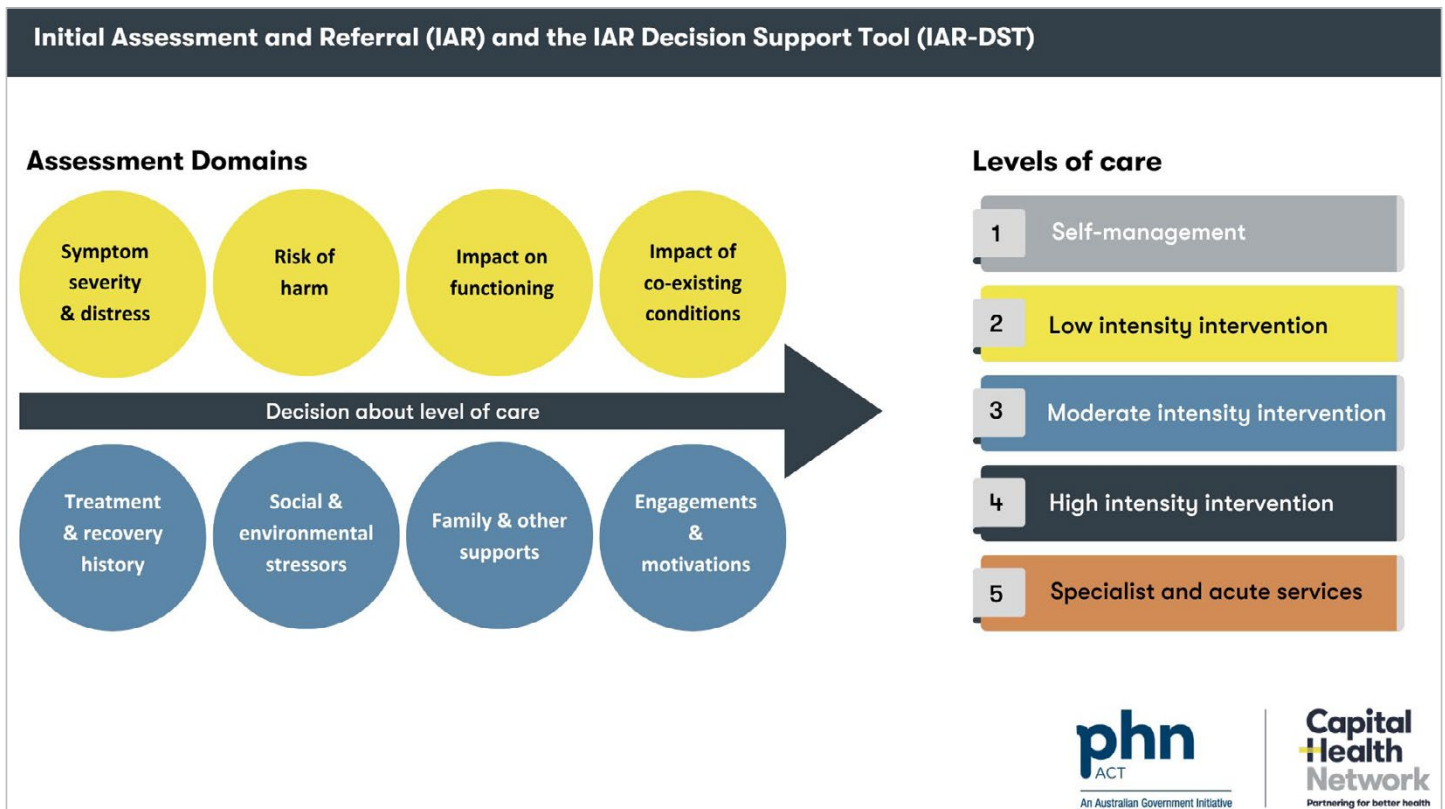 Initial Assessment and Referral (IAR) and the IAR Decision Support Tool (IAR-DST)
Assessment Domains
Symptom
severity
& distress
Risk of
harm
Impact on
functioning
Impact of
co-existing
conditions
Decision about level of care
Treatment
& recovery
history
Social &
environmental
stressors
Family & other
supports
Engagements
&
motivations
Levels of care
1 Self-management
2 Low intensity intervention
3 Moderate intensity intervention
4 High intensity intervention
5 Specialist and acute services
phn
ACT
An Australian Government Initiative
Capital
Health
Network
Partnering for better health